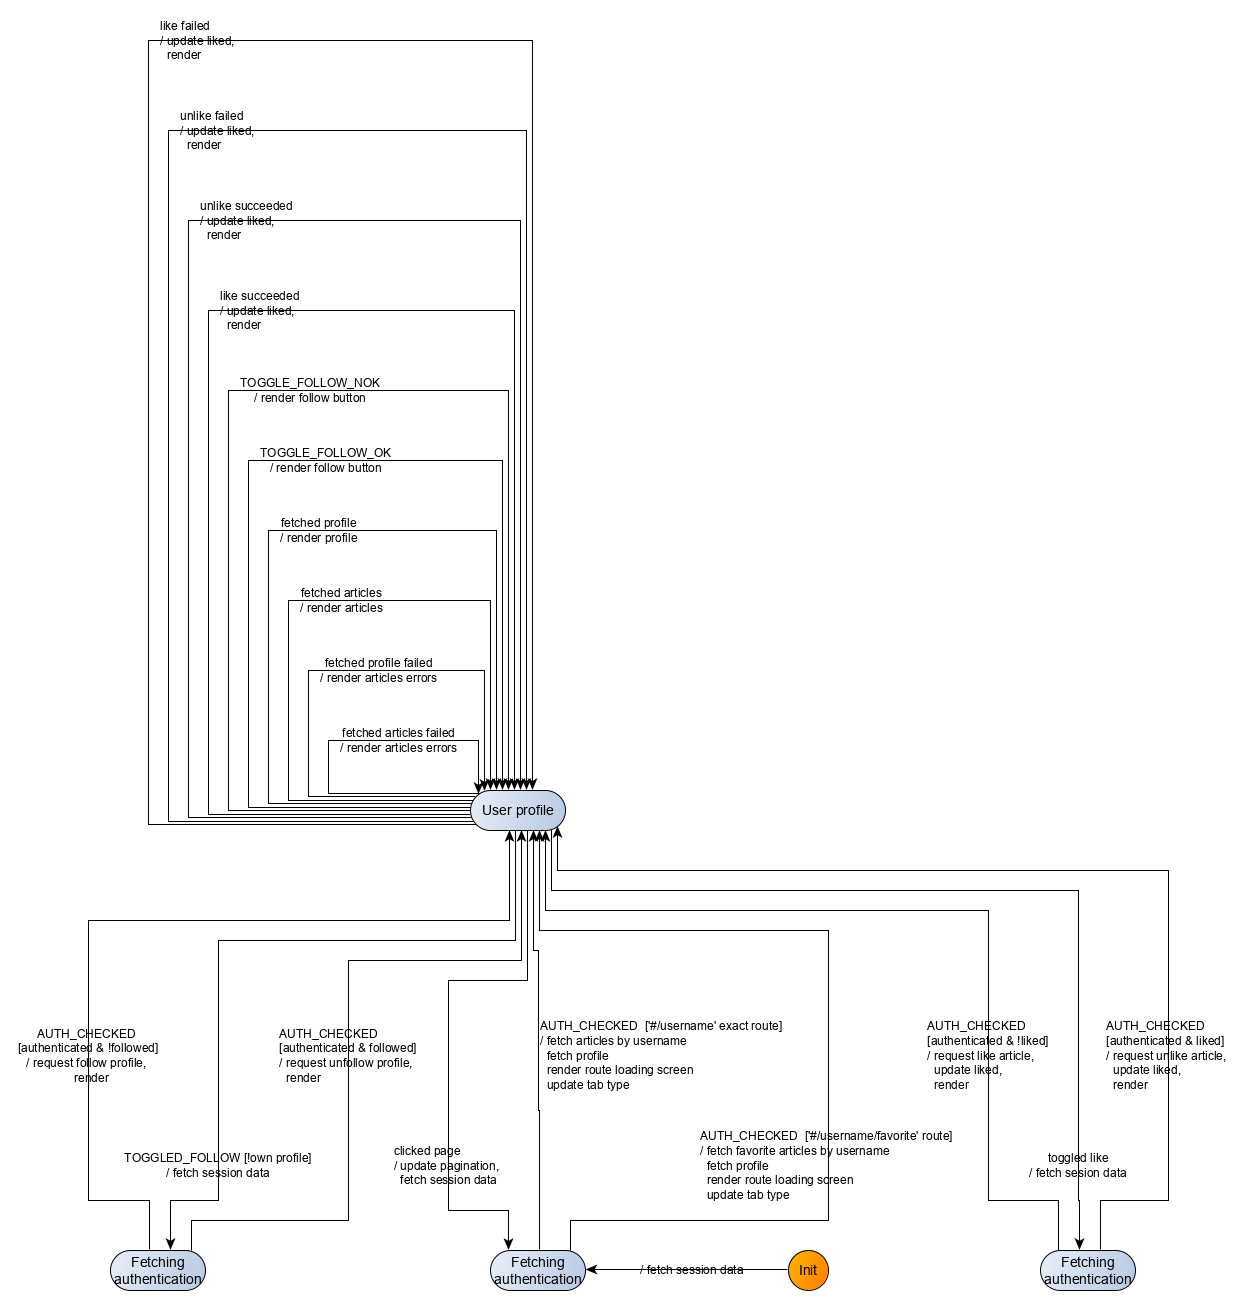 like failed
/ update liked,
render
unlike failed
/ update liked,
render
unlike succeeded
/ update liked,
render
like succeeded
/ update liked,
render
TOGGLE_FOLLOW_NOK
/ render follow button
TOGGLE_FOLLOW_OK
/ render follow button
fetched profile
/ render profile
fetched articles
/ render articles
fetched profile failed
/ render articles errors
fetched articles failed
/ render articles errors
User profile
AUTH_CHECKED
[authenticated & !followed]
/ request follow profile,
render
AUTH_CHECKED
[authenticated & followed]
/ request unfollow profile,
render
AUTH_CHECKED ['#/username' exact route]
/ fetch articles by username
fetch profile
render route loading screen
update tab type
AUTH_CHECKED
[authenticated & !liked]
/ request like article,
update liked,
render
AUTH_CHECKED
[authenticated & liked]
/ request unlike article,
update liked,
render
TOGGLED_FOLLOW [!own profile]
/ fetch session data
clicked page
/ update pagination,
fetch session data
AUTH_CHECKED ['#/username/favorite' route]
/ fetch favorite articles by username
fetch profile
render route loading screen
update tab type
toggled like
/ fetch sesion data
Fetching
authentication
Fetching
authentication
/ fetch session data
Init
Fetching
authentication